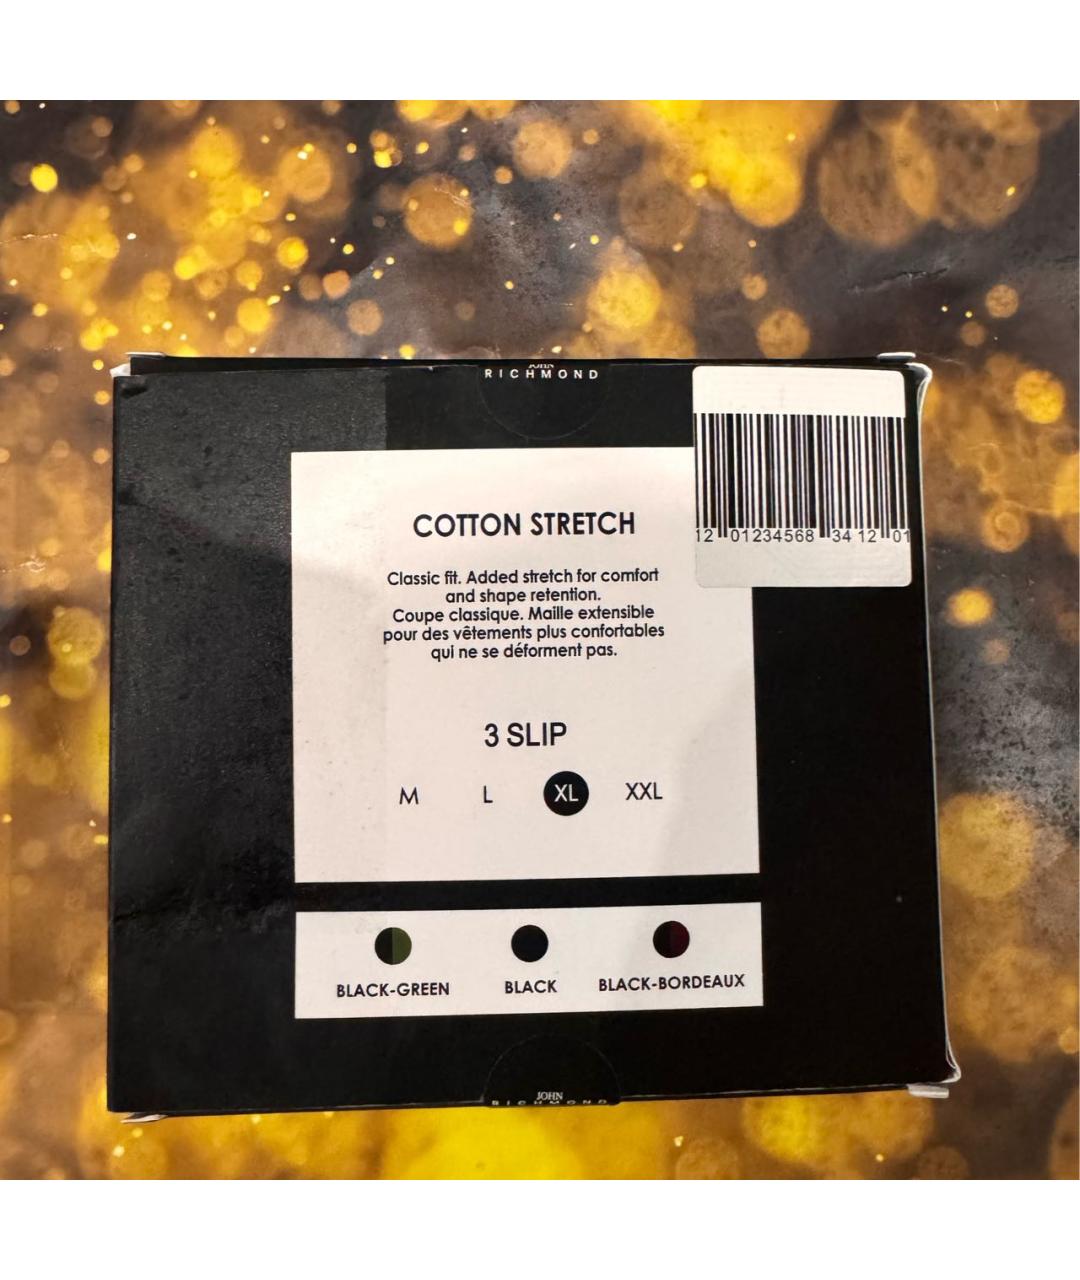 JOHN
RICHMOND
12 01234568 34 12 01
COTTON STRETCH
Classic fit. Added stretch for comfort
and shape retention.
Coupe classique. Maille extensible
pour des vêtements plus confortables
qui ne se déforment pas.
3 SLIP
M L XL XXL
BLACK-GREEN BLACK BLACK-BORDEAUX
JOHN
RICHMOND